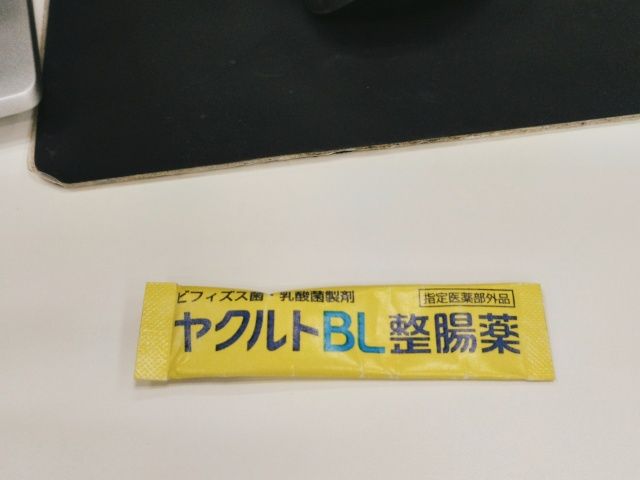 ビフィズス菌・乳酸菌製剤 指定医薬部外品
ヤクルトBL整腸薬